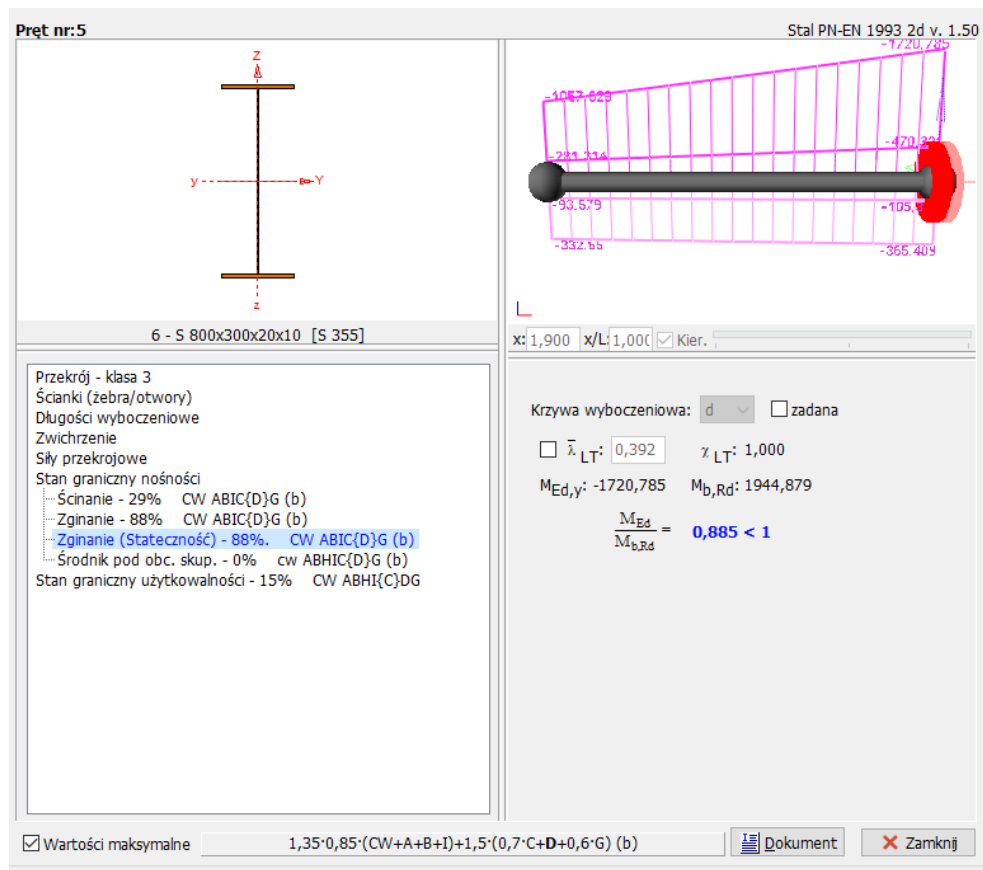 Pręt nr:5
Stal PN-EN 1993 2d v. 1.50
z
y
Y
z
6 - S 800x300x20x10 [S 355]
-1720,785
-1067,629
-93.579
-332.65
-365.409
x: 1,900 x/L: 1,000 Kier.
Przekrój - klasa 3
Ścianki (żebra/otwory)
Długości wyboczeniowe
Zwichrzenie
Siły przekrojowe
Stan graniczny nośności
Ścinanie - 29% CW ABIC{D}G (b)
Zginanie - 88% CW ABIC{D}G (b)
Zginanie (Stateczność) - 88%. CW ABIC{D}G (b)
Środnik pod obc. skup. - 0% cw ABHIC{D}G (b)
Stan graniczny użytkowalności - 15% CW ABHI{C}DG
Krzywa wyboczeniowa: d zadana
λ̅ LT: 0,392 χ LT: 1,000
MEd,y: -1720,785 Mb,Rd: 1944,879
MEd
Mb,Rd
= 0,885 < 1
Wartości maksymalne 1,35·0,85·(CW+A+B+I)+1,5·(0,7·C+D+0,6·G) (b) Dokument Zamknij